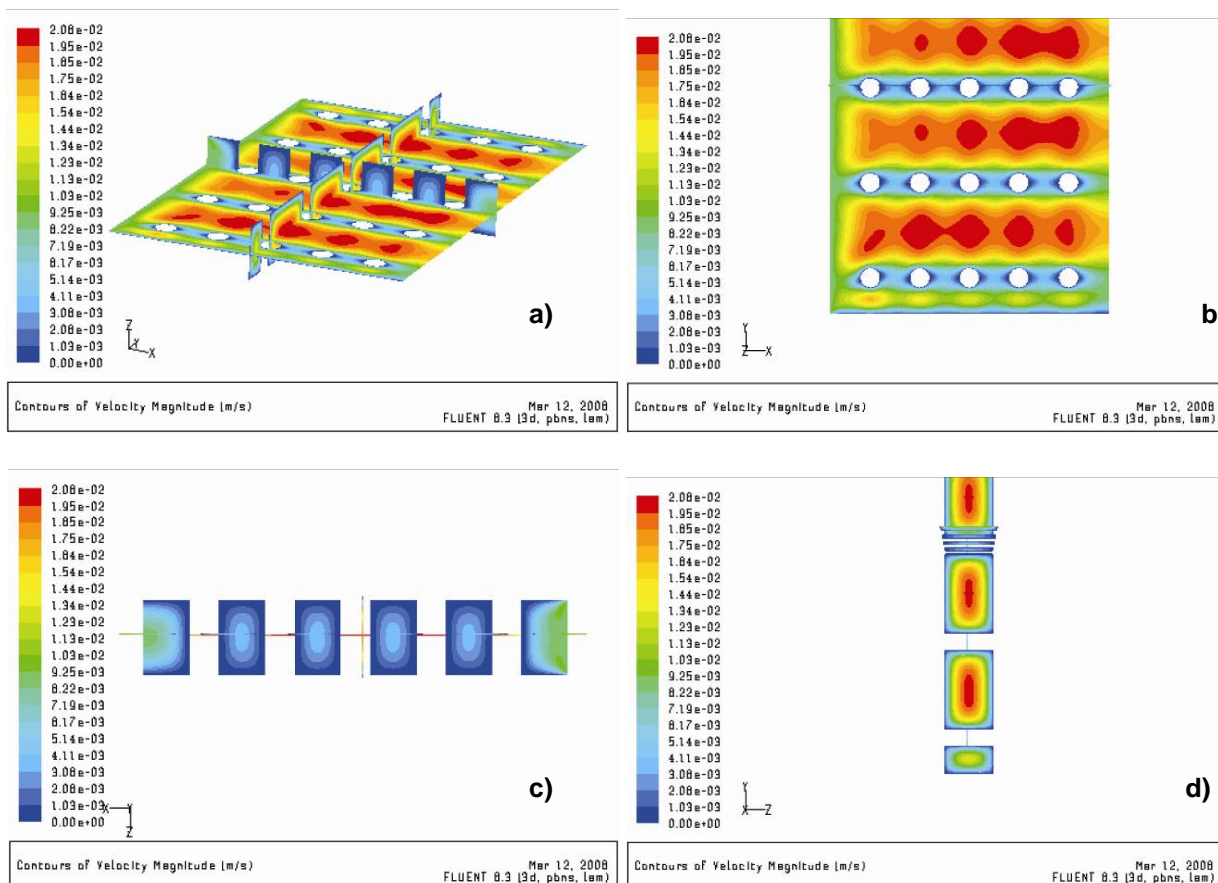 2.06e-02
1.95e-02
1.85e-02
1.75e-02
1.64e-02
1.54e-02
1.44e-02
1.34e-02
1.23e-02
1.13e-02
1.03e-02
9.25e-03
8.22e-03
7.19e-03
6.17e-03
5.14e-03
4.11e-03
3.08e-03
2.06e-03
1.03e-03
0.00e+00
Z
Y
X
a)
Contours of Velocity Magnitude (m/s)
Mar 12, 2008
FLUENT 6.3 (3d, pbns, lam)
2.06e-02
1.95e-02
1.85e-02
1.75e-02
1.64e-02
1.54e-02
1.44e-02
1.34e-02
1.23e-02
1.13e-02
1.03e-02
9.25e-03
8.22e-03
7.19e-03
6.17e-03
5.14e-03
4.11e-03
3.08e-03
2.06e-03
1.03e-03
0.00e+00
Y
Z X
b
Contours of Velocity Magnitude (m/s)
Mar 12, 2008
FLUENT 6.3 (3d, pbns, lam)
2.06e-02
1.95e-02
1.85e-02
1.75e-02
1.64e-02
1.54e-02
1.44e-02
1.34e-02
1.23e-02
1.13e-02
1.03e-02
9.25e-03
8.22e-03
7.19e-03
6.17e-03
5.14e-03
4.11e-03
3.08e-03
2.06e-03
1.03e-03
0.00e+00
X Y
Z
c)
Contours of Velocity Magnitude (m/s)
Mar 12, 2008
FLUENT 6.3 (3d, pbns, lam)
2.06e-02
1.95e-02
1.85e-02
1.75e-02
1.64e-02
1.54e-02
1.44e-02
1.34e-02
1.23e-02
1.13e-02
1.03e-02
9.25e-03
8.22e-03
7.19e-03
6.17e-03
5.14e-03
4.11e-03
3.08e-03
2.06e-03
1.03e-03
0.00e+00
Y
X Z
d)
Contours of Velocity Magnitude (m/s)
Mar 12, 2008
FLUENT 6.3 (3d, pbns, lam)